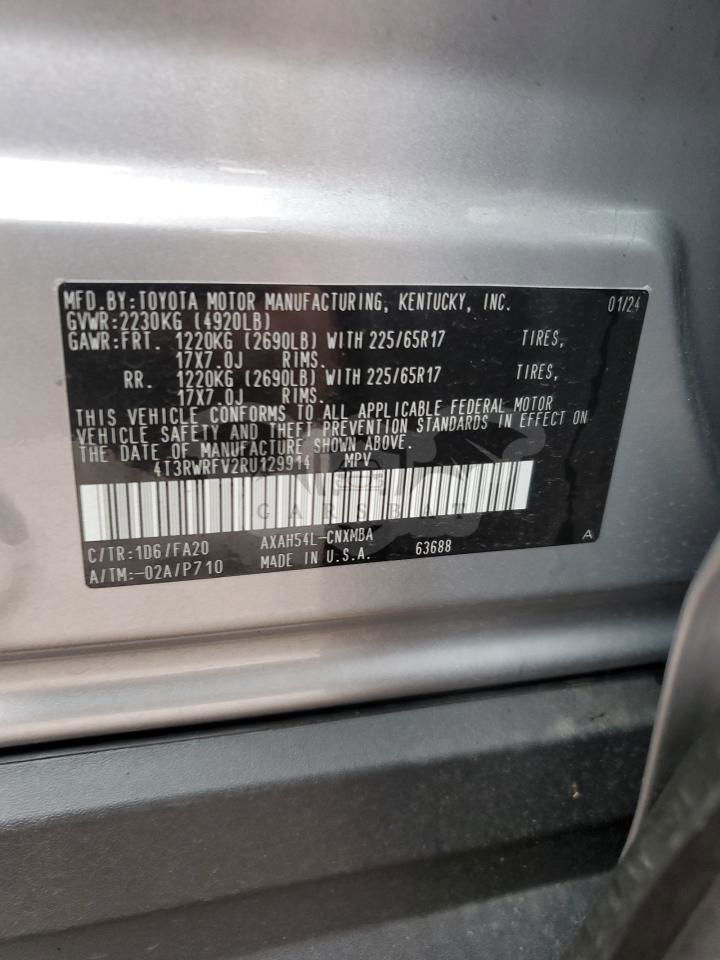 MFD.BY:TOYOTA MOTOR MANUFACTURING, KENTUCKY, INC. 01/24
GVWR:2230KG (4920LB)
GAWR:FRT. 1220KG (2690LB) WITH 225/65R17 TIRES,
17X7.0J RIMS.
RR. 1220KG (2690LB) WITH 225/65R17 TIRES,
17X7.0J RIMS.
THIS VEHICLE CONFORMS TO ALL APPLICABLE FEDERAL MOTOR
VEHICLE SAFETY AND THEFT PREVENTION STANDARDS IN EFFECT ON
THE DATE OF MANUFACTURE SHOWN ABOVE.
4T3RWRFV2RU129914 MPV
CARSBAT
C/TR:1D6/FA20 AXAH54L-CNXMBA A
A/TM:-02A/P710 MADE IN U.S.A. 63688